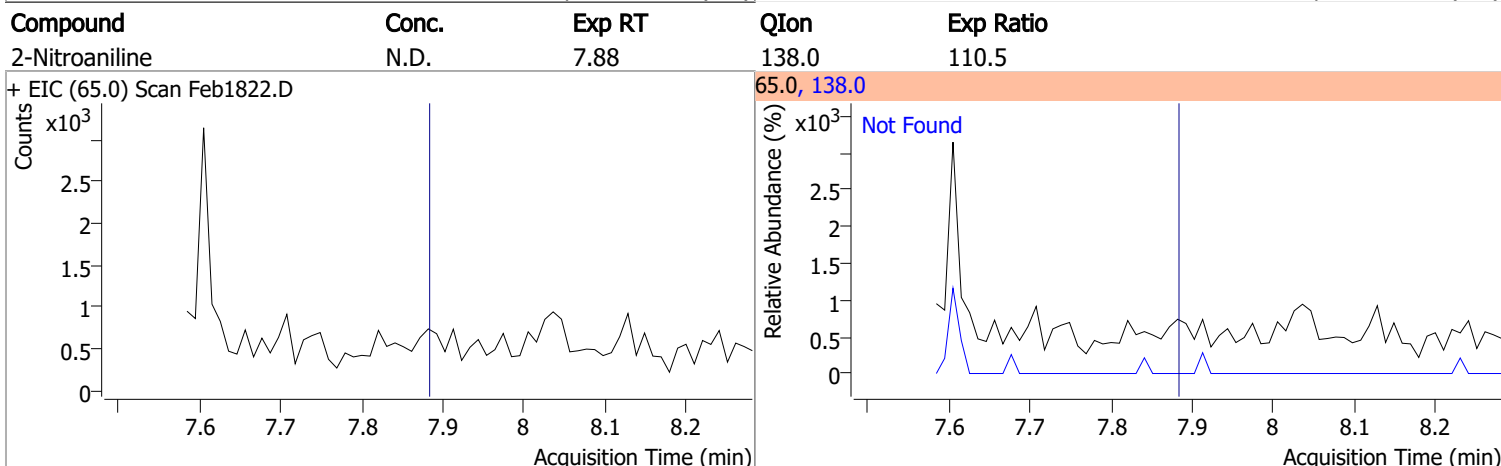 Compound Conc. Exp RT QIon Exp Ratio
2-Nitroaniline N.D. 7.88 138.0 110.5
+ EIC (65.0) Scan Feb1822.D
Counts
x10³
2.5
2
1.5
1
0.5
0
7.6 7.7 7.8 7.9 8 8.1 8.2
Acquisition Time (min)
65.0, 138.0
Relative Abundance (%)
x10³
Not Found
2.5
2
1.5
1
0.5
0
7.6 7.7 7.8 7.9 8 8.1 8.2
Acquisition Time (min)